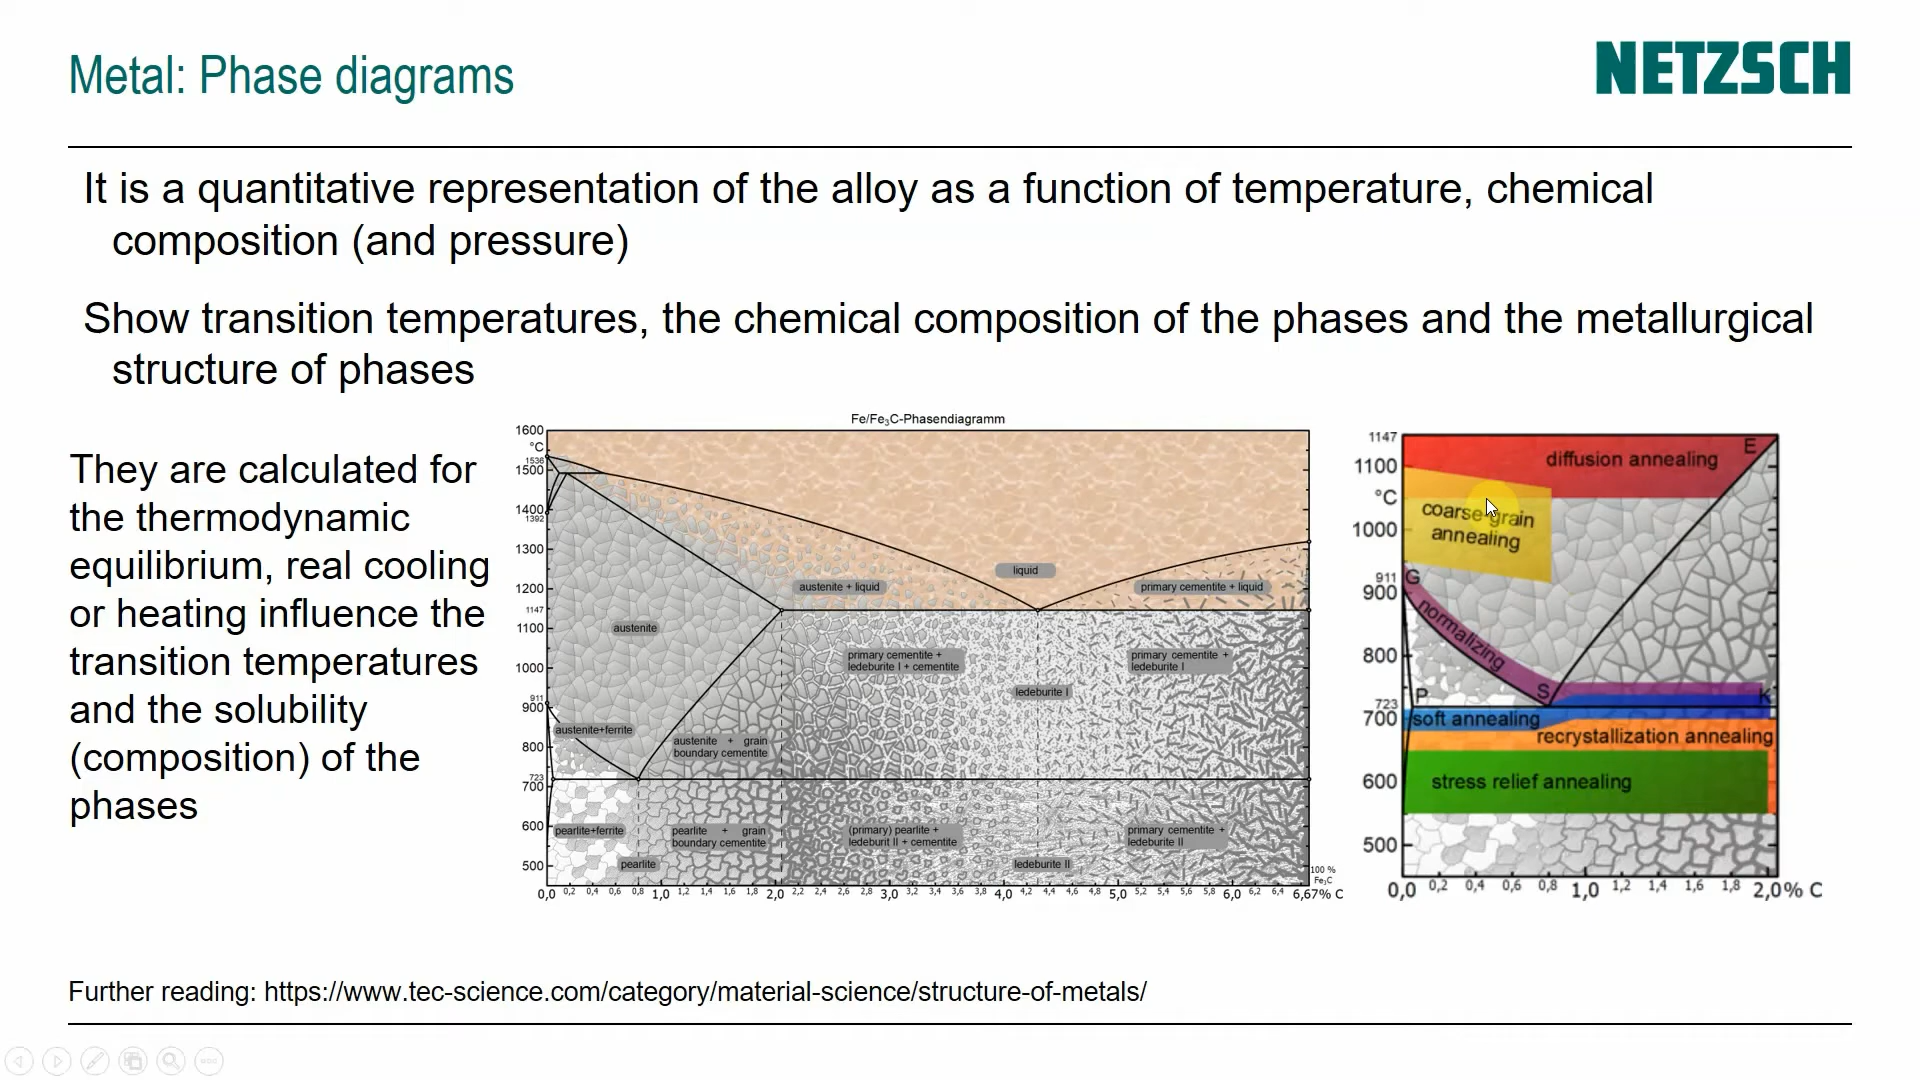 Metal: Phase diagrams
NETZSCH
It is a quantitative representation of the alloy as a function of temperature, chemical
composition (and pressure)
Show transition temperatures, the chemical composition of the phases and the metallurgical
structure of phases
They are calculated for
the thermodynamic
equilibrium, real cooling
or heating influence the
transition temperatures
and the solubility
(composition) of the
phases
Fe/Fe₃C-Phasendiagramm
1600
°C
1536
1500
1400
1392
1300
1200
1147
1100
1000
911
900
800
723
700
600
500
liquid
austenite + liquid
primary cementite + liquid
austenite
primary cementite +
ledeburite I + cementite
primary cementite +
ledeburite I
ledeburite I
austenite+ferrite
austenite + grain
boundary cementite
pearlite+ferrite
pearlite + grain
boundary cementite
(primary) pearlite +
ledeburit II + cementite
primary cementite +
ledeburite II
pearlite
ledeburite II
100 %
Fe₃C
0,0 0,2 0,4 0,6 0,8 1,0 1,2 1,4 1,6 1,8 2,0 2,2 2,4 2,6 2,8 3,0 3,2 3,4 3,6 3,8 4,0 4,2 4,4 4,6 4,8 5,0 5,2 5,4 5,6 5,8 6,0 6,2 6,4 6,67% C
1147
1100
°C
1000
911
900
800
723
700
600
500
diffusion annealing
E
coarse grain
annealing
G
normalizing
P
S
K
soft annealing
recrystallization annealing
stress relief annealing
0,0 0,2 0,4 0,6 0,8 1,0 1,2 1,4 1,6 1,8 2,0% C
Further reading: https://www.tec-science.com/category/material-science/structure-of-metals/